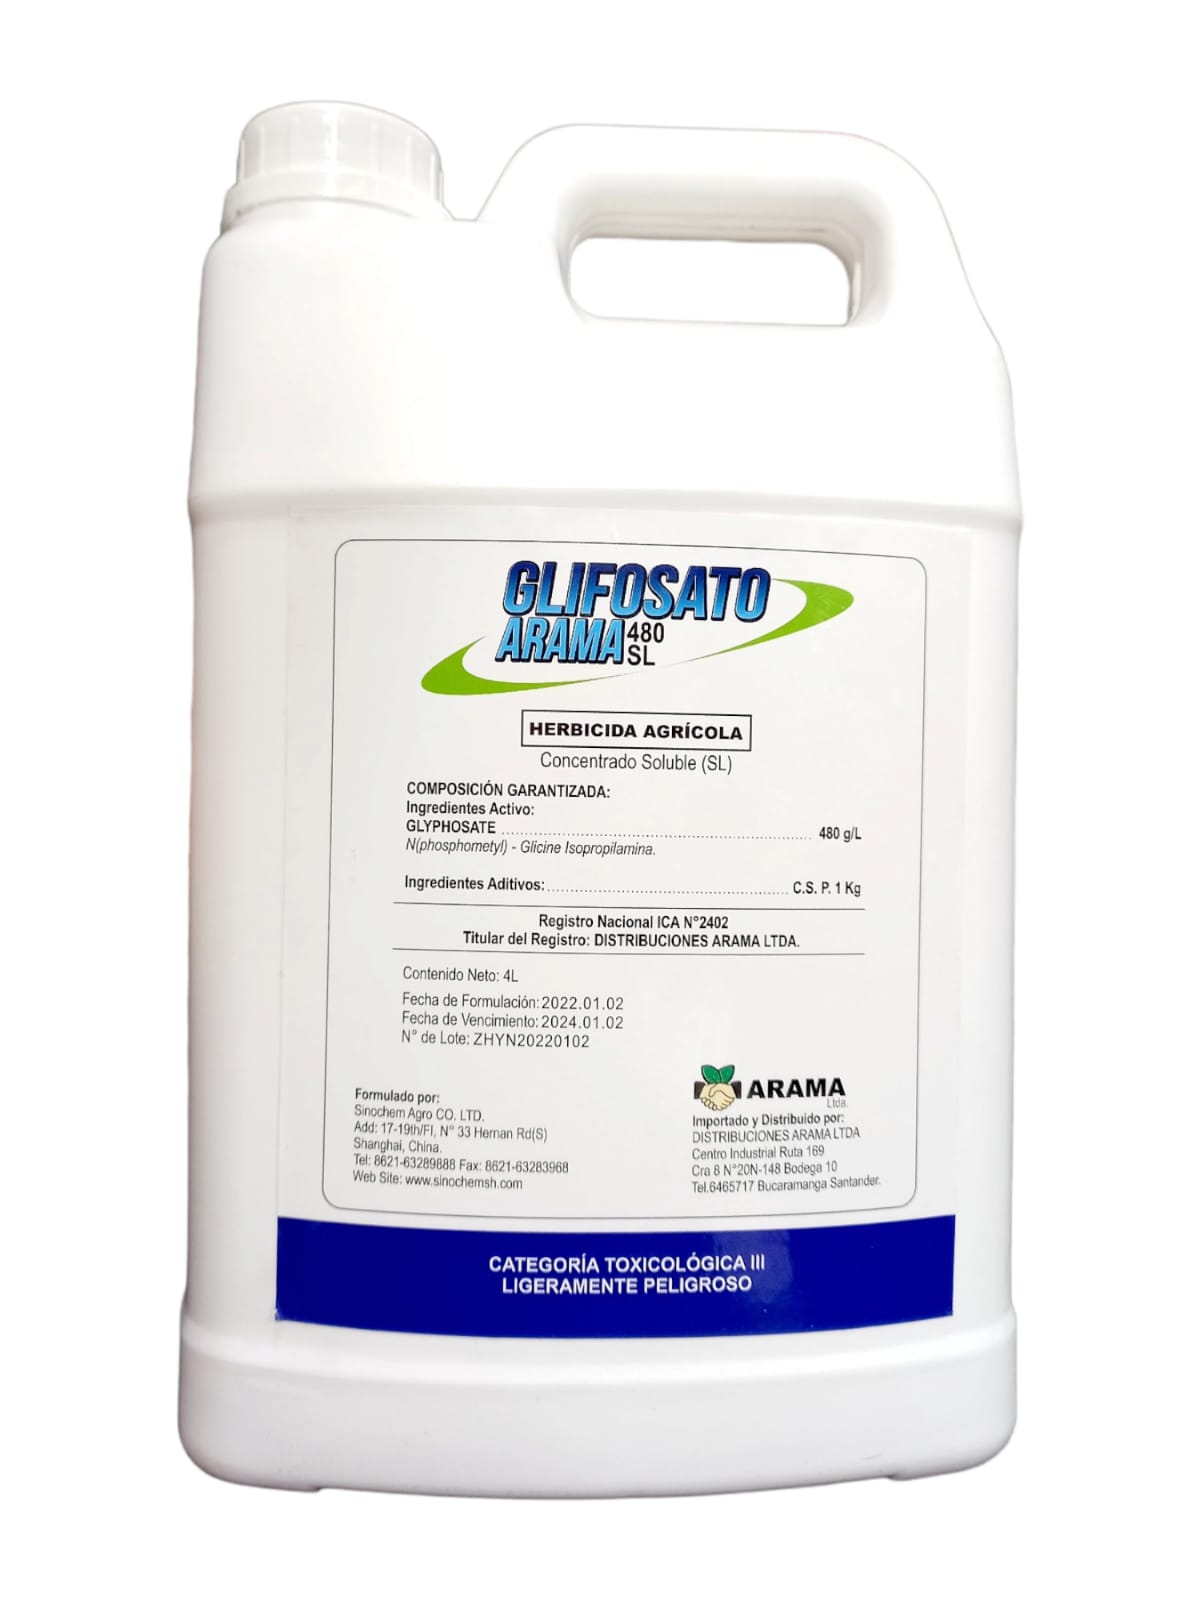 GLIFOSATO
ARAMA 480 SL
HERBICIDA AGRÍCOLA
Concentrado Soluble (SL)
COMPOSICIÓN GARANTIZADA:
Ingredientes Activo:
GLYPHOSATE ........................................................................ 480 g/L
N(phosphometyl) - Glicine Isopropilamina.
Ingredientes Aditivos:......................................................... C.S. P. 1 Kg
Registro Nacional ICA N°2402
Titular del Registro: DISTRIBUCIONES ARAMA LTDA.
Contenido Neto: 4L
Fecha de Formulación: 2022.01.02
Fecha de Vencimiento: 2024.01.02
N° de Lote: ZHYN20220102
Formulado por:
Sinochem Agro CO. LTD.
Add: 17-19th/Fl, N° 33 Hernan Rd(S)
Shanghai, China.
Tel: 8621-63289888 Fax: 8621-63283968
Web Site: www.sinochemsh.com
ARAMA
Ltda.
Importado y Distribuido por:
DISTRIBUCIONES ARAMA LTDA
Centro Industrial Ruta 169
Cra 8 N°20N-148 Bodega 10
Tel.6465717 Bucaramanga Santander.
CATEGORÍA TOXICOLÓGICA III
LIGERAMENTE PELIGROSO